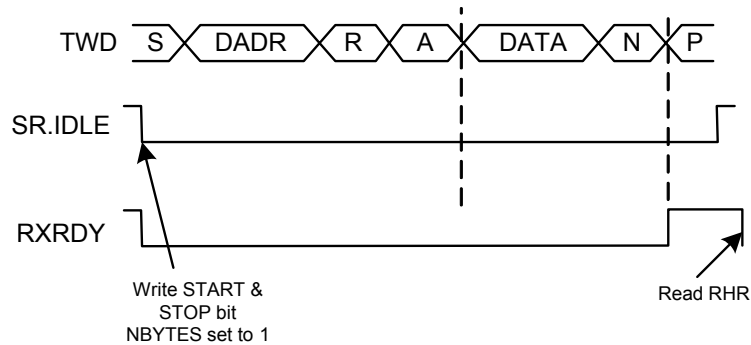 TWD S DADR R A DATA N P
SR.IDLE
RXRDY
Write START &
STOP bit
NBYTES set to 1
Read RHR